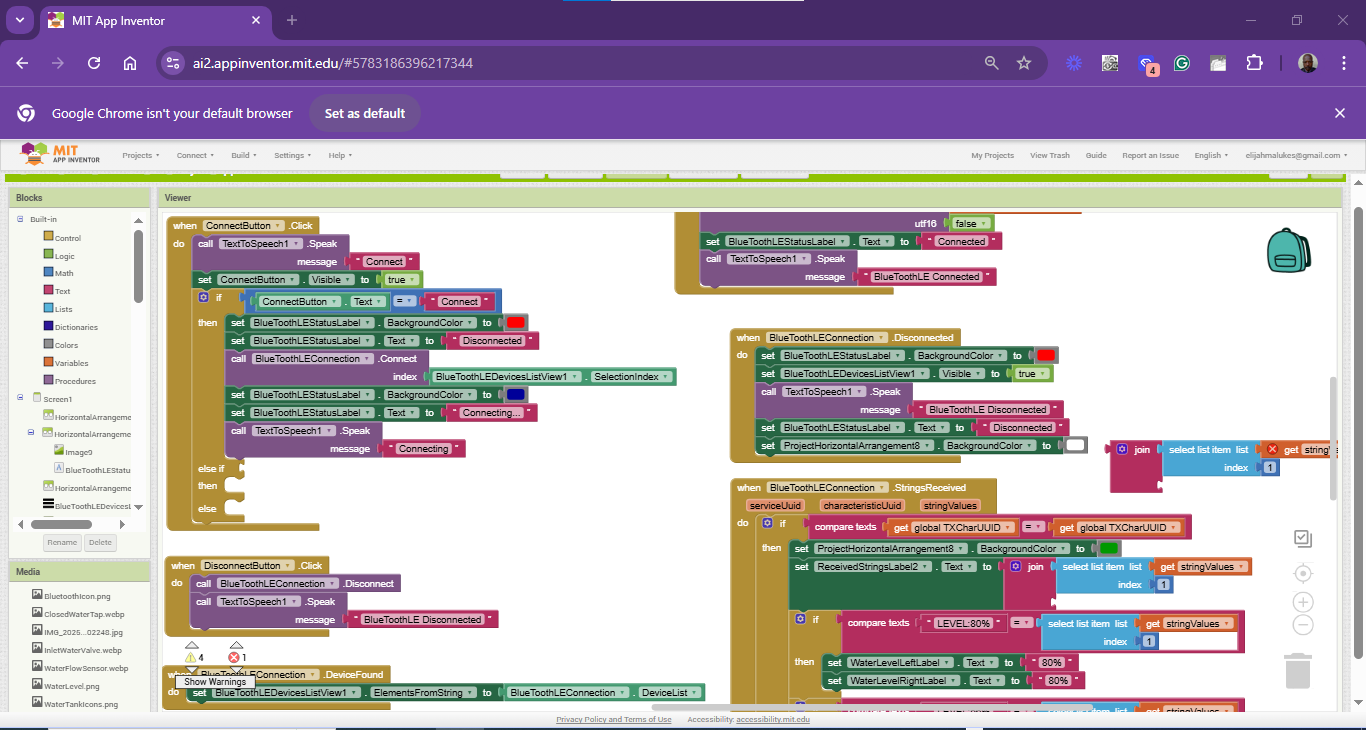 MIT App Inventor
ai2.appinventor.mit.edu/#5783186396217344
4
Google Chrome isn't your default browser
Set as default
MIT
APP INVENTOR
Projects
Connect
Build
Settings
Help
My Projects
View Trash
Guide
Report an Issue
English
elijahmalukes@gmail.com
Blocks
Built-in
Control
Logic
Math
Text
Lists
Dictionaries
Colors
Variables
Procedures
Screen1
HorizontalArrangeme
HorizontalArrangeme
Image9
BlueToothLEStatu
HorizontalArrangeme
BlueToothLEDevicesL
Rename
Delete
Media
BluetoothIcon.png
ClosedWaterTap.webp
IMG_2025...02248.jpg
InletWaterValve.webp
WaterFlowSensor.webp
WaterLevel.png
WaterTankIcons.png
Viewer
when ConnectButton .Click
do call TextToSpeech1 .Speak
message " Connect "
set ConnectButton . Visible to true
if ConnectButton . Text = " Connect "
then set BlueToothLEStatusLabel . BackgroundColor to
set BlueToothLEStatusLabel . Text to " Disconnected "
call BlueToothLEConnection .Connect
index BlueToothLEDevicesListView1 . SelectionIndex
set BlueToothLEStatusLabel . BackgroundColor to
set BlueToothLEStatusLabel . Text to " Connecting... "
call TextToSpeech1 .Speak
message " Connecting "
else if
then
else
when DisconnectButton .Click
do call BlueToothLEConnection .Disconnect
call TextToSpeech1 .Speak
message " BlueToothLE Disconnected "
4
1
Show Warnings
when BlueToothLEConnection .DeviceFound
do set BlueToothLEDevicesListView1 . ElementsFromString to BlueToothLEConnection . DeviceList
utf16 false
set BlueToothLEStatusLabel . Text to " Connected "
call TextToSpeech1 .Speak
message " BlueToothLE Connected "
when BlueToothLEConnection .Disconnected
do set BlueToothLEStatusLabel . BackgroundColor to
set BlueToothLEDevicesListView1 . Visible to true
call TextToSpeech1 .Speak
message " BlueToothLE Disconnected "
set BlueToothLEStatusLabel . Text to " Disconnected "
set ProjectHorizontalArrangement8 . BackgroundColor to
join select list item list get string
index 1
when BlueToothLEConnection .StringsReceived
serviceUuid characteristicUuid stringValues
do if compare texts get global TXCharUUID = get global TXCharUUID
then set ProjectHorizontalArrangement8 . BackgroundColor to
set ReceivedStringsLabel2 . Text to join select list item list get stringValues
index 1
if compare texts " LEVEL:80% " = select list item list get stringValues
index 1
then set WaterLevelLeftLabel . Text to " 80% "
set WaterLevelRightLabel . Text to " 80% "
Privacy Policy and Terms of Use
Accessibility: accessibility.mit.edu